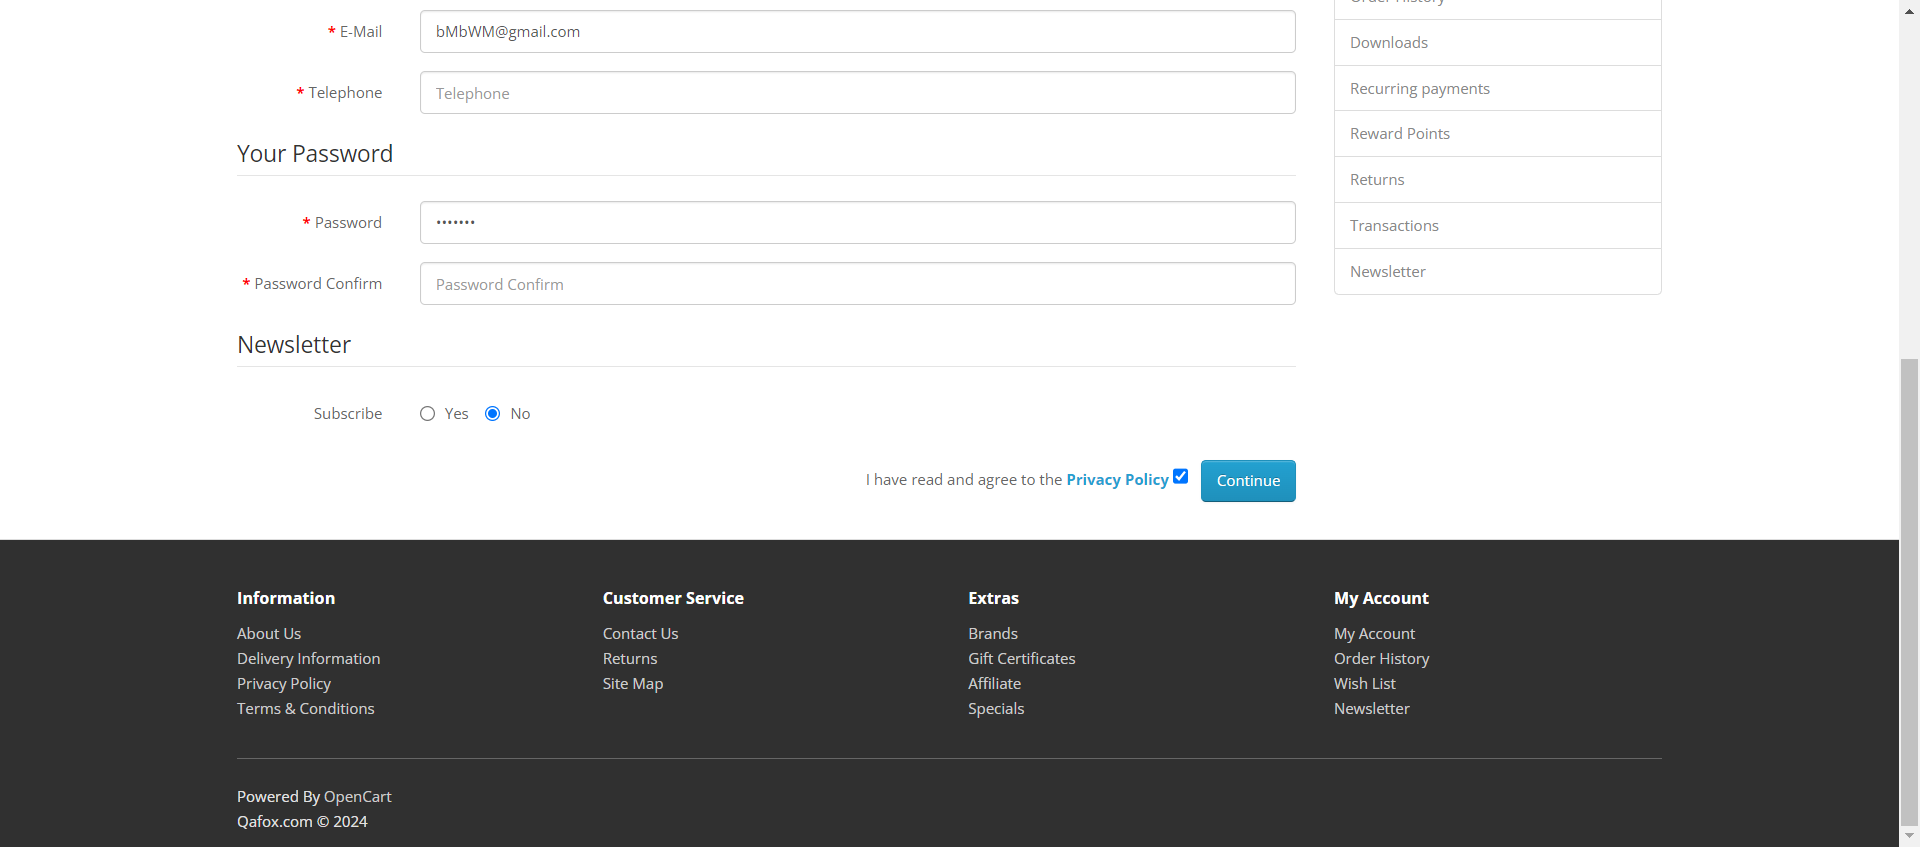 * E-Mail
bMbWM@gmail.com
* Telephone
Telephone
Your Password
* Password
•••••••
* Password Confirm
Password Confirm
Newsletter
Subscribe
Yes
No
I have read and agree to the Privacy Policy
Continue
Order History
Downloads
Recurring payments
Reward Points
Returns
Transactions
Newsletter
Information
About Us
Delivery Information
Privacy Policy
Terms & Conditions
Customer Service
Contact Us
Returns
Site Map
Extras
Brands
Gift Certificates
Affiliate
Specials
My Account
My Account
Order History
Wish List
Newsletter
Powered By OpenCart
Qafox.com © 2024